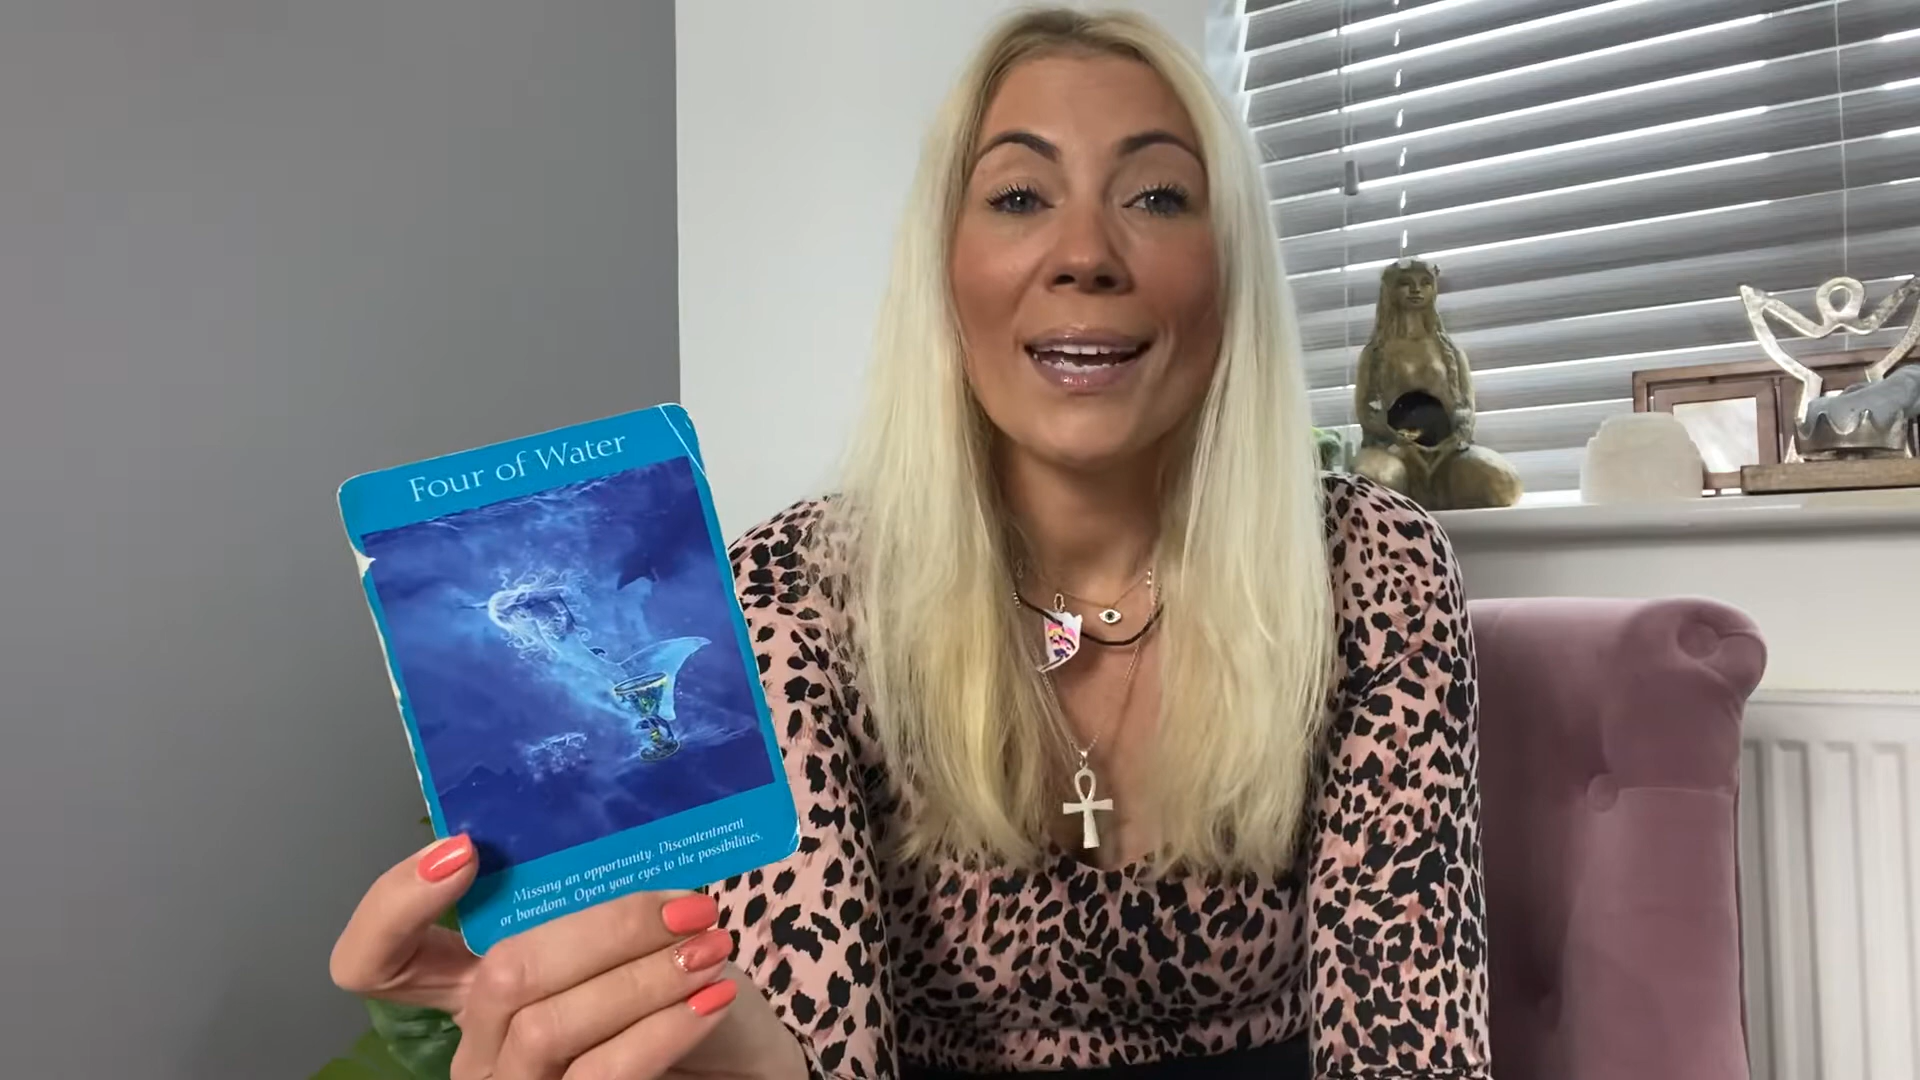 Four of Water
Missing an opportunity. Discontentment
or boredom. Open your eyes to the possibilities.